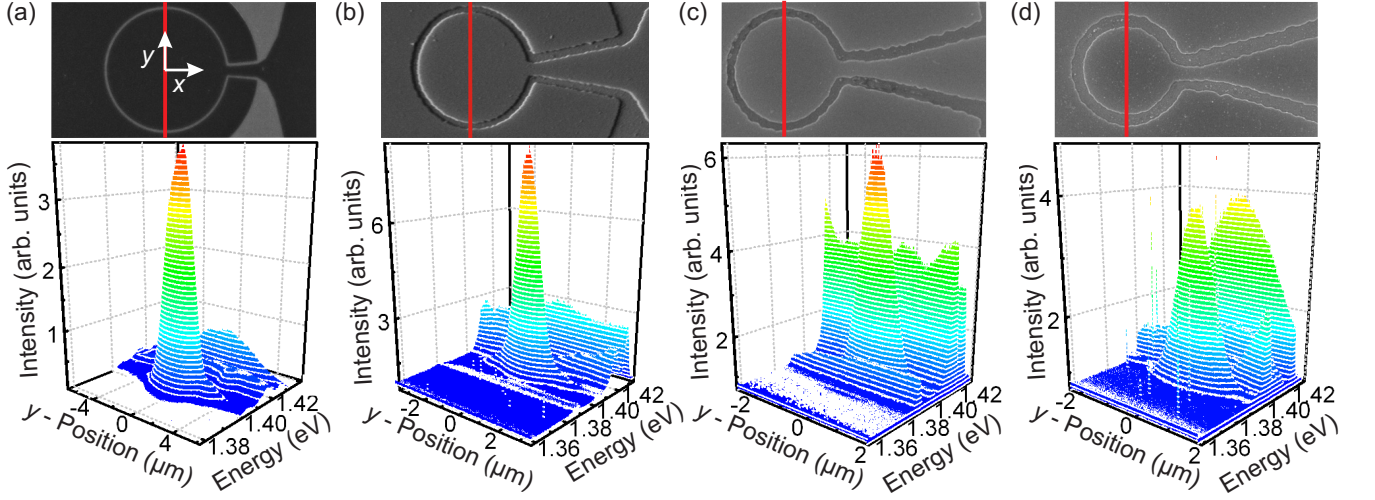 (a)
y
x
Intensity (arb. units)
3
2
1
-4
0
4
y - Position (µm)
1.38
1.40
1.42
Energy (eV)
(b)
Intensity (arb. units)
6
3
-2
0
2
y - Position (µm)
1.36
1.38
1.40
1.42
Energy (eV)
(c)
Intensity (arb. units)
6
4
2
-2
0
2
y - Position (µm)
1.36
1.38
1.40
1.42
Energy (eV)
(d)
Intensity (arb. units)
4
2
-2
0
2
y - Position (µm)
1.36
1.38
1.40
1.42
Energy (eV)